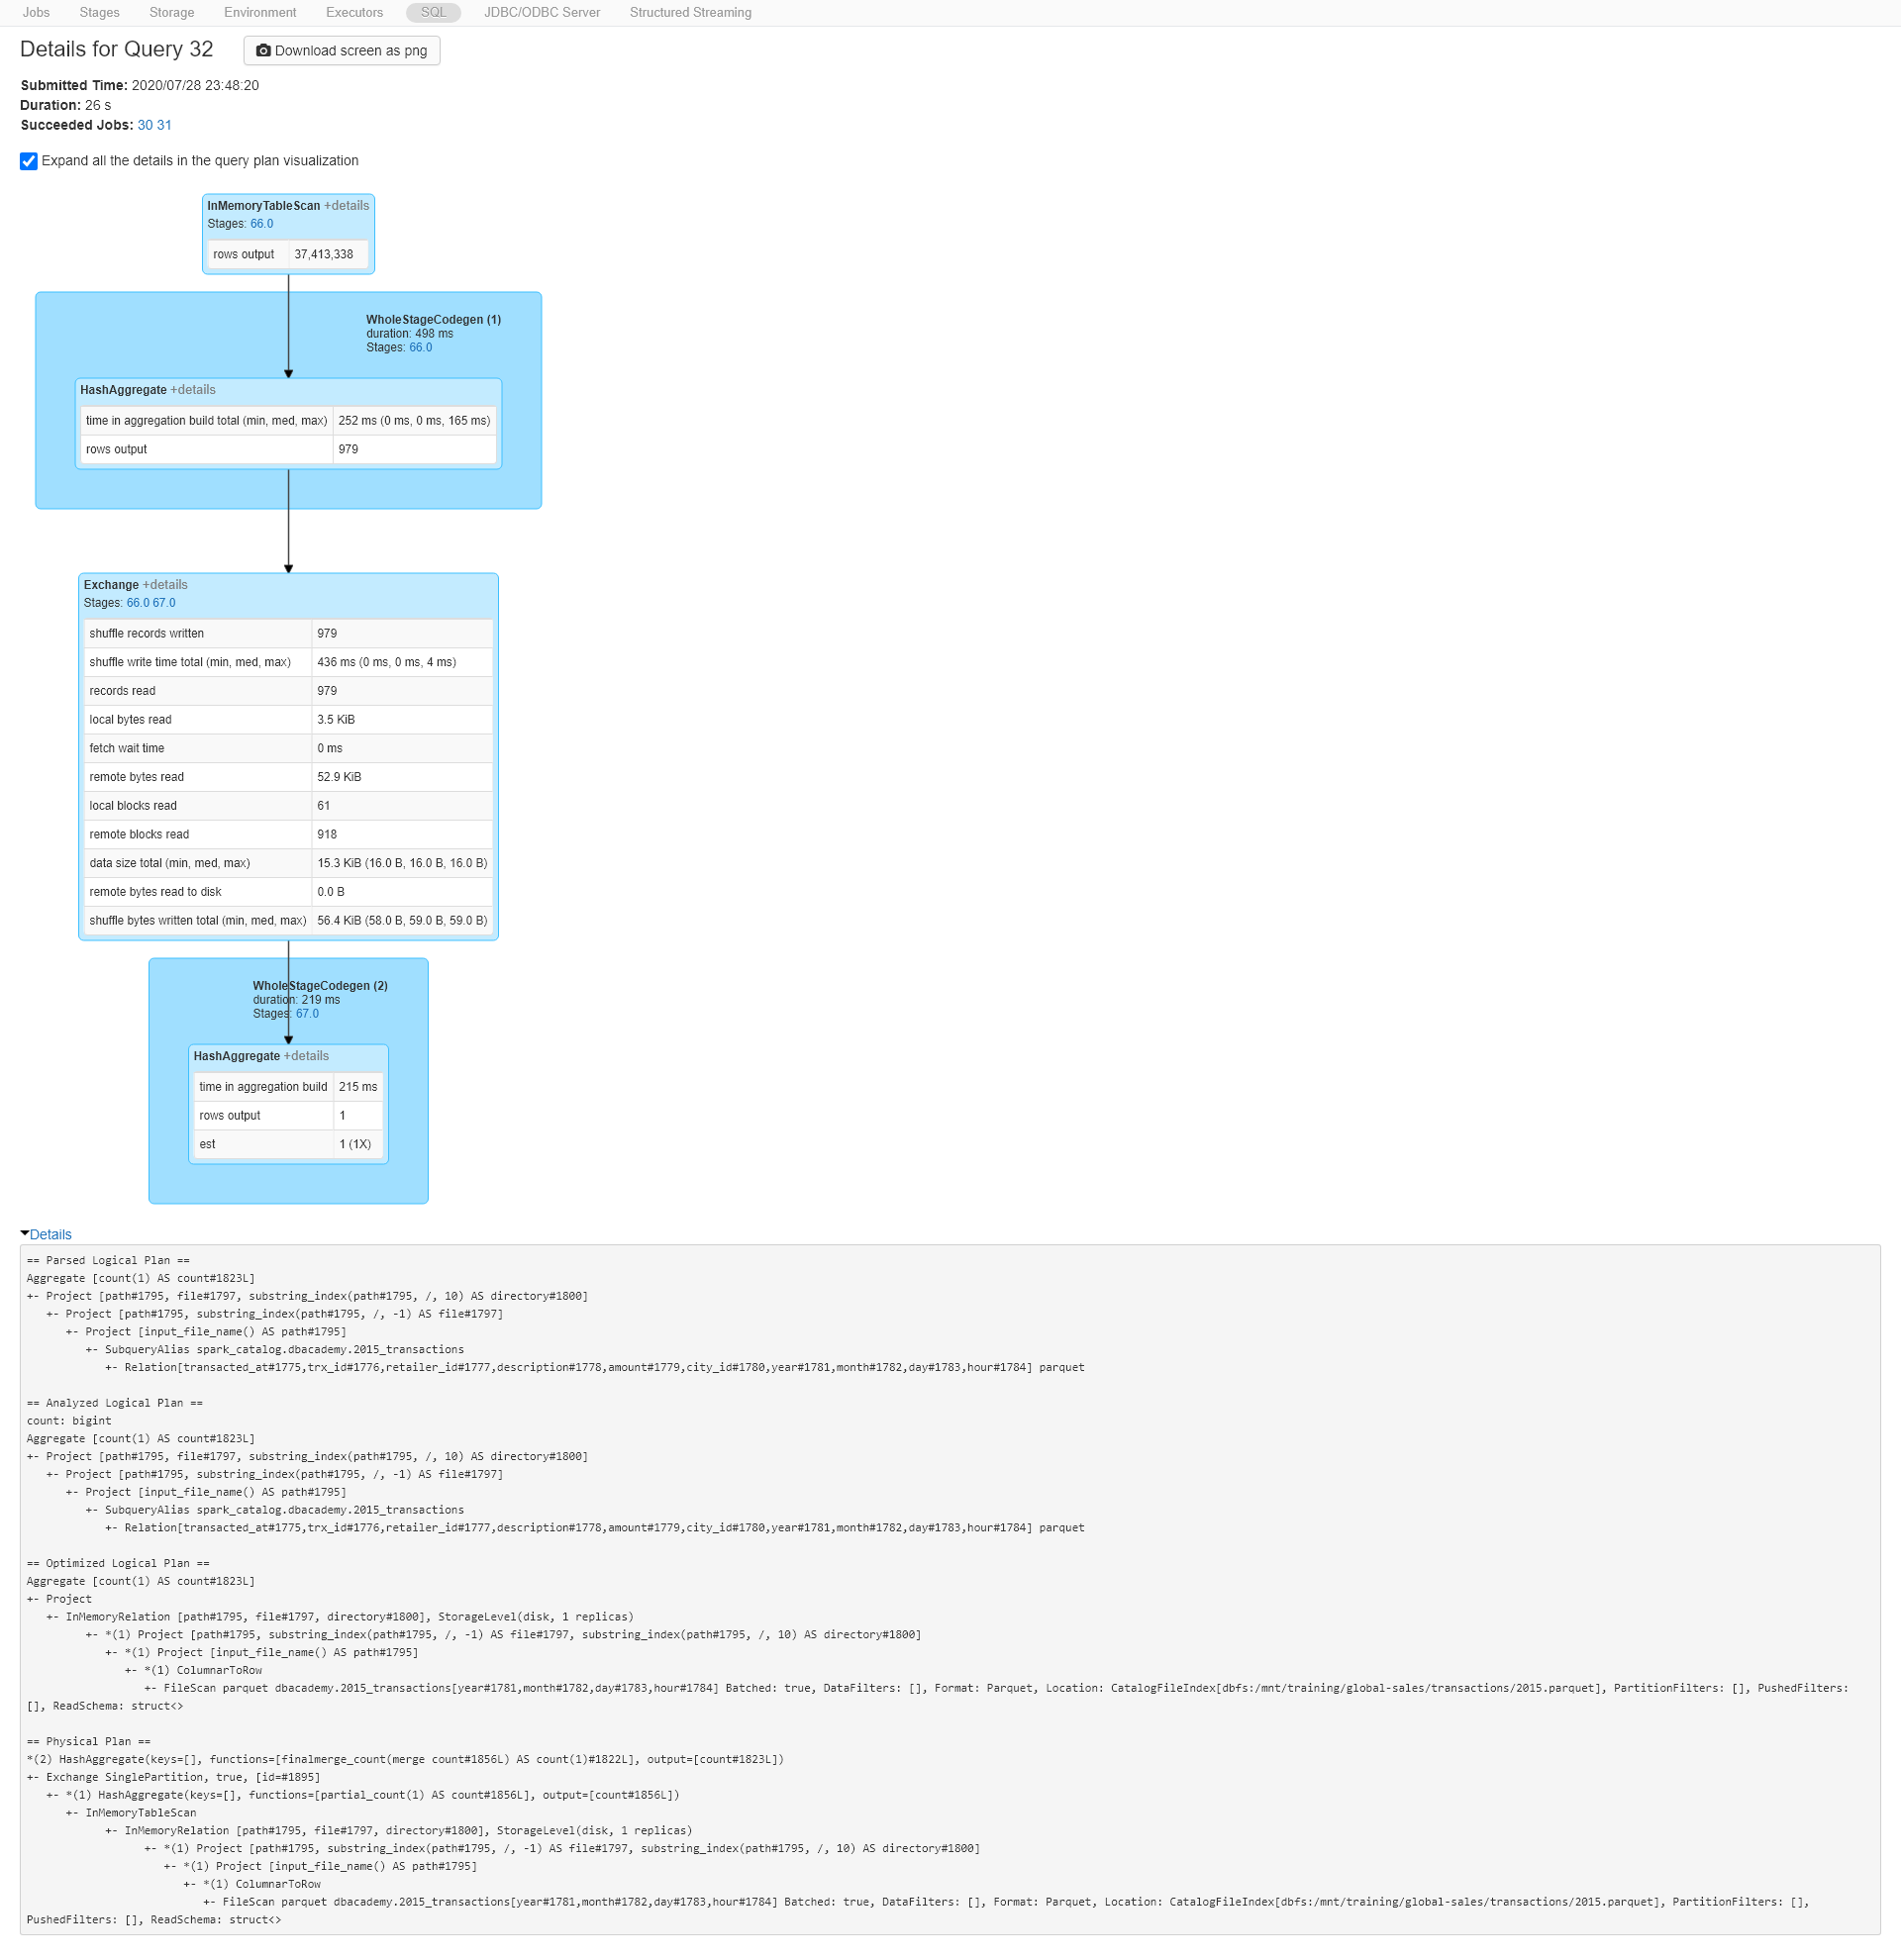 Jobs Stages Storage Environment Executors SQL JDBC/ODBC Server Structured Streaming
Details for Query 32 Download screen as png
Submitted Time: 2020/07/28 23:48:20
Duration: 26 s
Succeeded Jobs: 30 31
Expand all the details in the query plan visualization
InMemoryTableScan +details
Stages: 66.0
rows output 37,413,338
WholeStageCodegen (1)
duration: 498 ms
Stages: 66.0
HashAggregate +details
time in aggregation build total (min, med, max) 252 ms (0 ms, 0 ms, 165 ms)
rows output 979
Exchange +details
Stages: 66.0 67.0
shuffle records written 979
shuffle write time total (min, med, max) 436 ms (0 ms, 0 ms, 4 ms)
records read 979
local bytes read 3.5 KiB
fetch wait time 0 ms
remote bytes read 52.9 KiB
local blocks read 61
remote blocks read 918
data size total (min, med, max) 15.3 KiB (16.0 B, 16.0 B, 16.0 B)
remote bytes read to disk 0.0 B
shuffle bytes written total (min, med, max) 56.4 KiB (58.0 B, 59.0 B, 59.0 B)
WholeStageCodegen (2)
duration: 219 ms
Stages: 67.0
HashAggregate +details
time in aggregation build 215 ms
rows output 1
est 1 (1X)
Details
== Parsed Logical Plan ==
Aggregate [count(1) AS count#1823L]
+- Project [path#1795, file#1797, substring_index(path#1795, /, 10) AS directory#1800]
   +- Project [path#1795, substring_index(path#1795, /, -1) AS file#1797]
      +- Project [input_file_name() AS path#1795]
         +- SubqueryAlias spark_catalog.dbacademy.2015_transactions
            +- Relation[transacted_at#1775,trx_id#1776,retailer_id#1777,description#1778,amount#1779,city_id#1780,year#1781,month#1782,day#1783,hour#1784] parquet

== Analyzed Logical Plan ==
count: bigint
Aggregate [count(1) AS count#1823L]
+- Project [path#1795, file#1797, substring_index(path#1795, /, 10) AS directory#1800]
   +- Project [path#1795, substring_index(path#1795, /, -1) AS file#1797]
      +- Project [input_file_name() AS path#1795]
         +- SubqueryAlias spark_catalog.dbacademy.2015_transactions
            +- Relation[transacted_at#1775,trx_id#1776,retailer_id#1777,description#1778,amount#1779,city_id#1780,year#1781,month#1782,day#1783,hour#1784] parquet

== Optimized Logical Plan ==
Aggregate [count(1) AS count#1823L]
+- Project
   +- InMemoryRelation [path#1795, file#1797, directory#1800], StorageLevel(disk, 1 replicas)
         +- *(1) Project [path#1795, substring_index(path#1795, /, -1) AS file#1797, substring_index(path#1795, /, 10) AS directory#1800]
            +- *(1) Project [input_file_name() AS path#1795]
               +- *(1) ColumnarToRow
                  +- FileScan parquet dbacademy.2015_transactions[year#1781,month#1782,day#1783,hour#1784] Batched: true, DataFilters: [], Format: Parquet, Location: CatalogFileIndex[dbfs:/mnt/training/global-sales/transactions/2015.parquet], PartitionFilters: [], PushedFilters:
[], ReadSchema: struct<>

== Physical Plan ==
*(2) HashAggregate(keys=[], functions=[finalmerge_count(merge count#1856L) AS count(1)#1822L], output=[count#1823L])
+- Exchange SinglePartition, true, [id=#1895]
   +- *(1) HashAggregate(keys=[], functions=[partial_count(1) AS count#1856L], output=[count#1856L])
      +- InMemoryTableScan
            +- InMemoryRelation [path#1795, file#1797, directory#1800], StorageLevel(disk, 1 replicas)
                  +- *(1) Project [path#1795, substring_index(path#1795, /, -1) AS file#1797, substring_index(path#1795, /, 10) AS directory#1800]
                     +- *(1) Project [input_file_name() AS path#1795]
                        +- *(1) ColumnarToRow
                           +- FileScan parquet dbacademy.2015_transactions[year#1781,month#1782,day#1783,hour#1784] Batched: true, DataFilters: [], Format: Parquet, Location: CatalogFileIndex[dbfs:/mnt/training/global-sales/transactions/2015.parquet], PartitionFilters: [],
PushedFilters: [], ReadSchema: struct<>